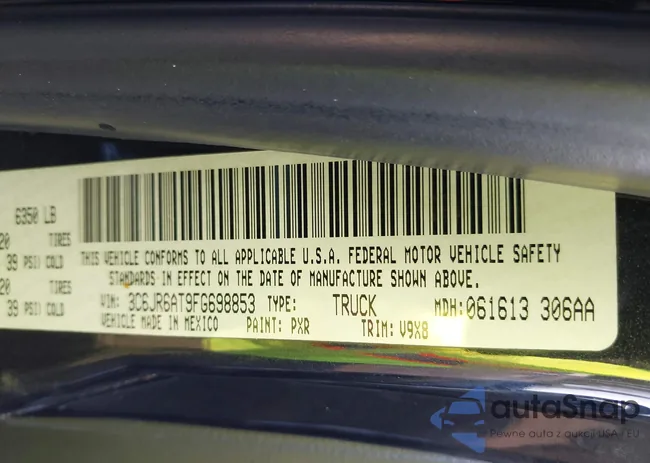 6350 LB
20 TIRES
39 PSI) COLD
20 TIRES
39 PSI) COLD
THIS VEHICLE CONFORMS TO ALL APPLICABLE U.S.A. FEDERAL MOTOR VEHICLE SAFETY
STANDARDS IN EFFECT ON THE DATE OF MANUFACTURE SHOWN ABOVE.
VIN: 3C6JR6AT9FG698853 TYPE: TRUCK MDH: 061613 306AA
VEHICLE MADE IN MEXICO PAINT: PXR TRIM: V9X8
autaSnap
Pewne auta z aukcji USA / EU